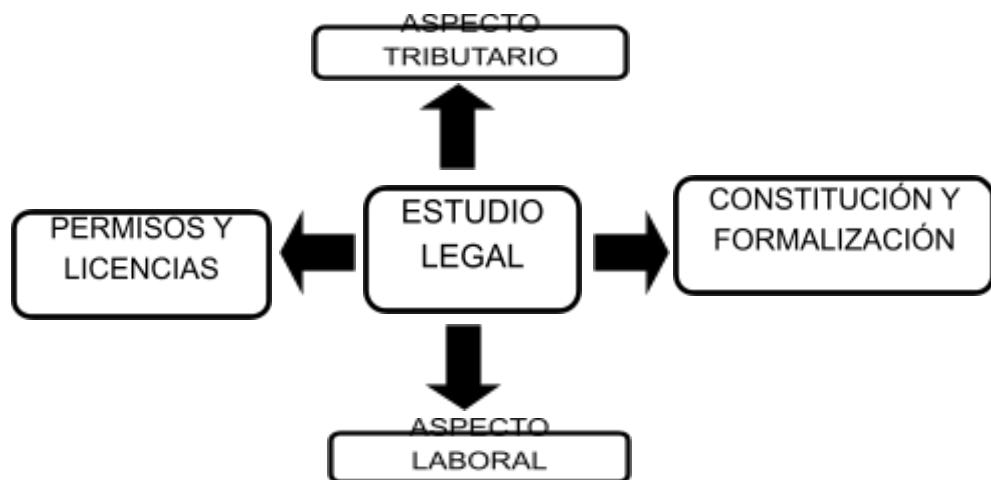 ASPECTO
TRIBUTARIO
PERMISOS Y
LICENCIAS
ESTUDIO
LEGAL
CONSTITUCIÓN Y
FORMALIZACIÓN
ASPECTO
LABORAL